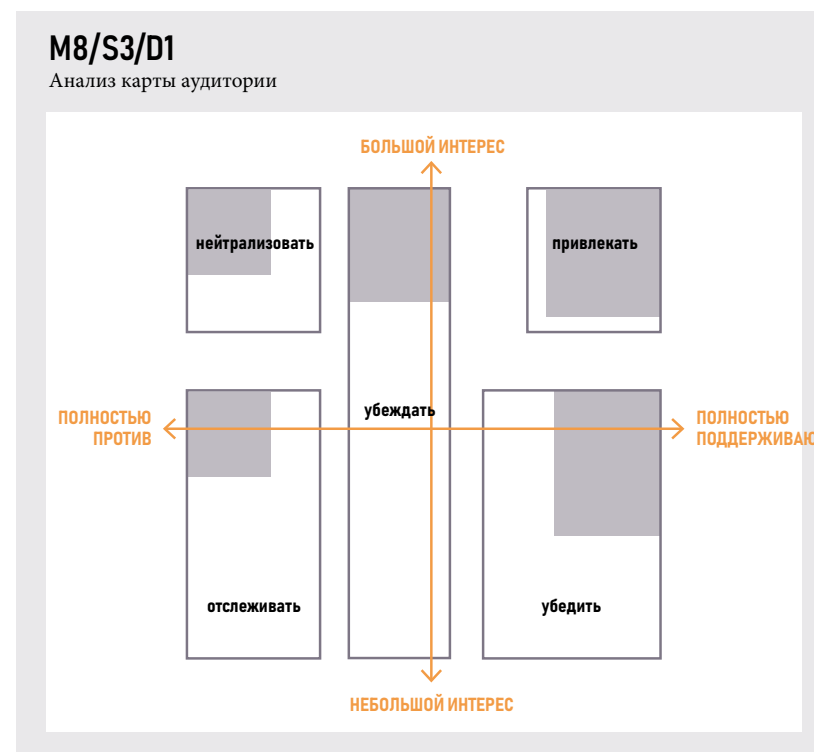 M8/S3/D1
Анализ карты аудитории
БОЛЬШОЙ ИНТЕРЕС
нейтрализовать
привлекать
убеждать
ПОЛНОСТЬЮ
ПРОТИВ
ПОЛНОСТЬЮ
ПОДДЕРЖИВАЮ
отслеживать
убедить
НЕБОЛЬШОЙ ИНТЕРЕС